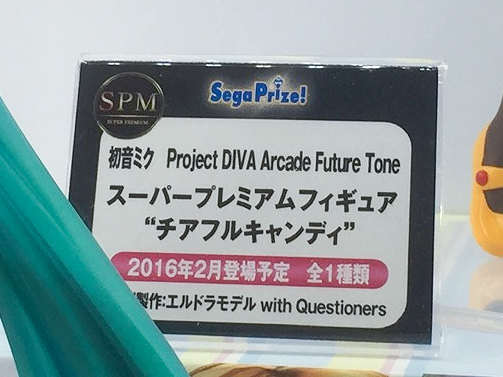 SPM
SUPER PREMIUM
Sega Prize!
初音ミク Project DIVA Arcade Future Tone
スーパープレミアムフィギュア
“チアフルキャンディ”
2016年2月登場予定 全1種類
製作:エルドラモデル with Questioners